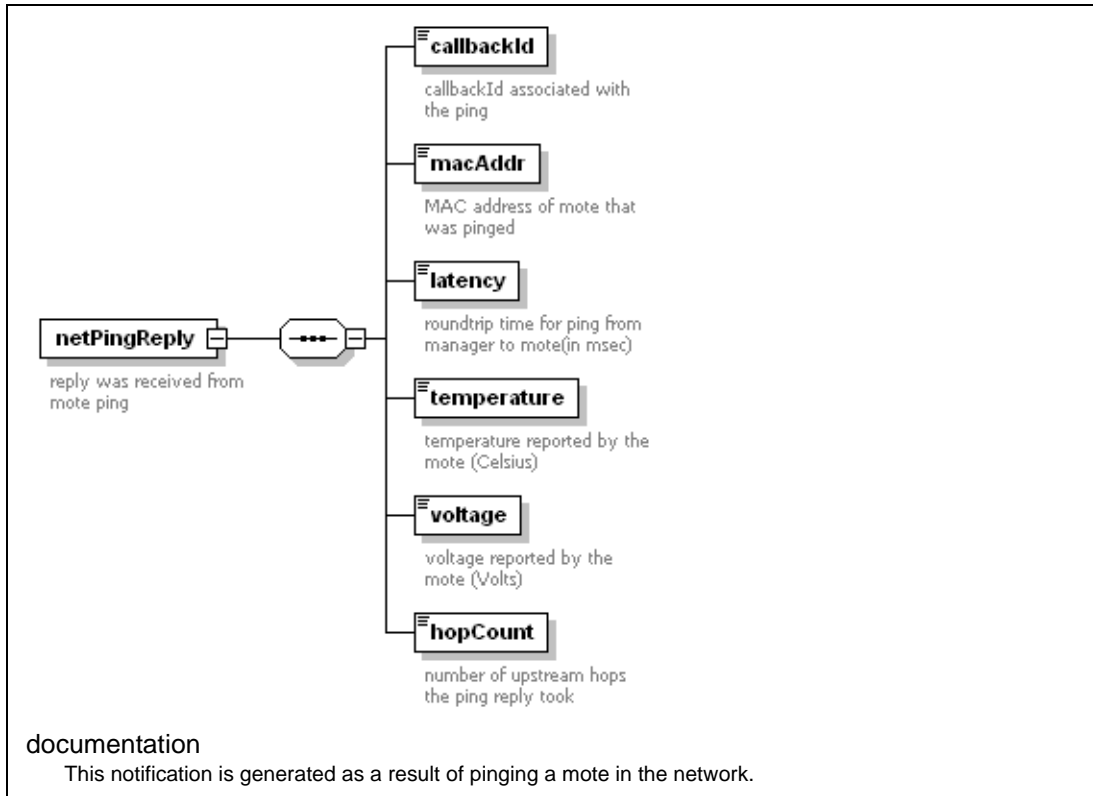 callbackId
callbackId associated with
the ping
macAddr
MAC address of mote that
was pinged
latency
roundtrip time for ping from
manager to mote(in msec)
netPingReply
reply was received from
mote ping
temperature
temperature reported by the
mote (Celsius)
voltage
voltage reported by the
mote (Volts)
hopCount
number of upstream hops
the ping reply took
documentation
This notification is generated as a result of pinging a mote in the network.